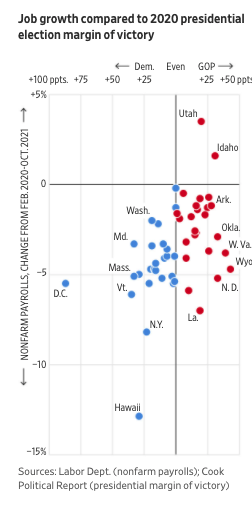 Job growth compared to 2020 presidential
election margin of victory
← Dem. Even GOP →
+100 ppts. +75 +50 +25 +25 +50 ppts.
+5%
Utah
Idaho
0
Ark.
Wash.
Okla.
Md.
W. Va.
Wyo
Mass.
−5
Vt.
N. D.
D.C.
La.
N.Y.
−10
Hawaii
−15%
← NONFARM PAYROLLS, CHANGE FROM FEB. 2020-OCT. 2021 →
Sources: Labor Dept. (nonfarm payrolls); Cook
Political Report (presidential margin of victory)